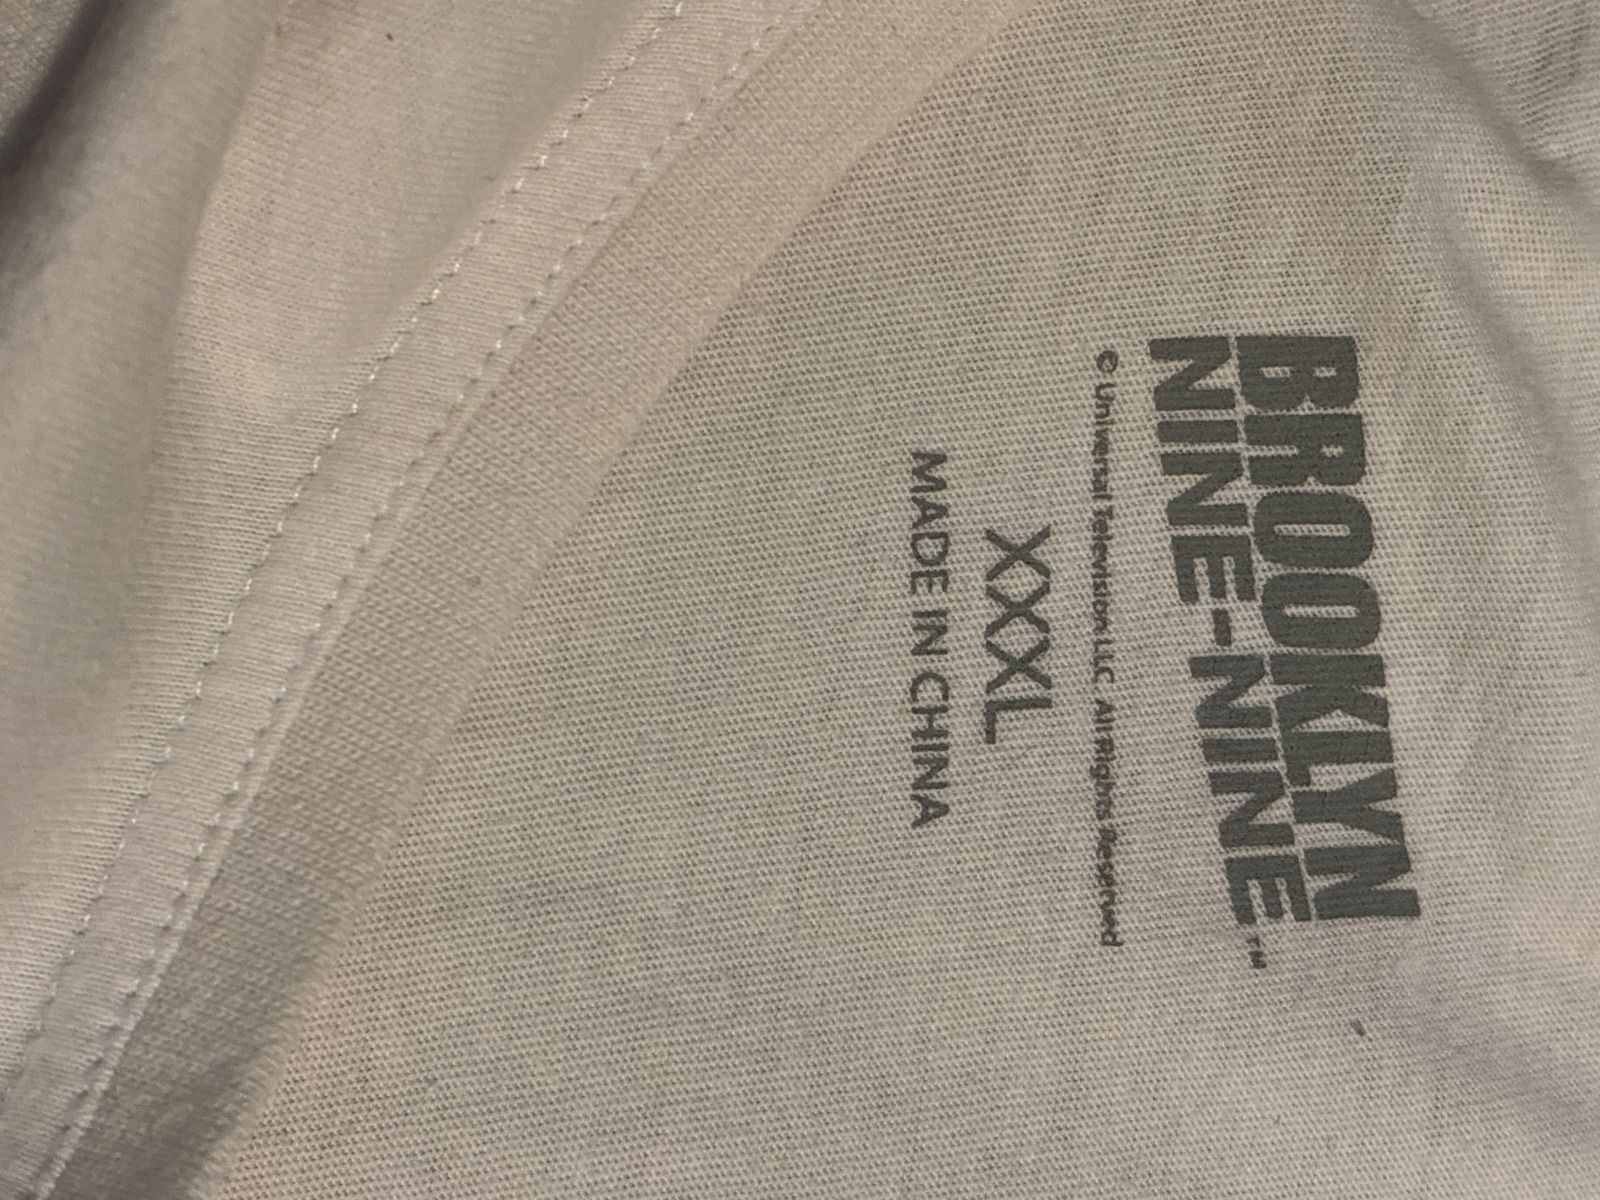 BROOKLYN
NINE-NINE™
© Universal Television LLC. All Rights Reserved
XXXL
MADE IN CHINA